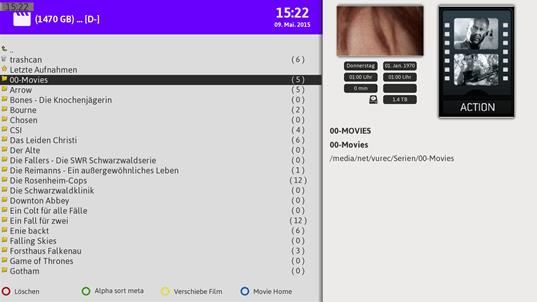 15:22
(1470 GB) ... [D-]
15:22
09. Mai. 2015
..
trashcan (6)
Letzte Aufnahmen
00-Movies (5)
Arrow (5)
Bones - Die Knochenjägerin (0)
Bourne (2)
Chosen (0)
CSI (4)
Das Leiden Christi (6)
Der Alte (0)
Die Fallers - Die SWR Schwarzwaldserie (0)
Die Reimanns - Ein außergewöhnliches Leben (1)
Die Rosenheim-Cops (12)
Die Schwarzwaldklinik (0)
Downton Abbey (0)
Ein Colt für alle Fälle (0)
Ein Fall für zwei (12)
Enie backt (6)
Falling Skies (0)
Forsthaus Falkenau (3)
Game of Thrones (0)
Gotham (0)
Löschen
Alpha sort meta
Verschiebe Film
Movie Home
Donnerstag 01. Jan. 1970
01:00 Uhr 01:00 Uhr
0 min
1.4 TB
ACTION
00-MOVIES
00-Movies
/media/net/vurec/Serien/00-Movies